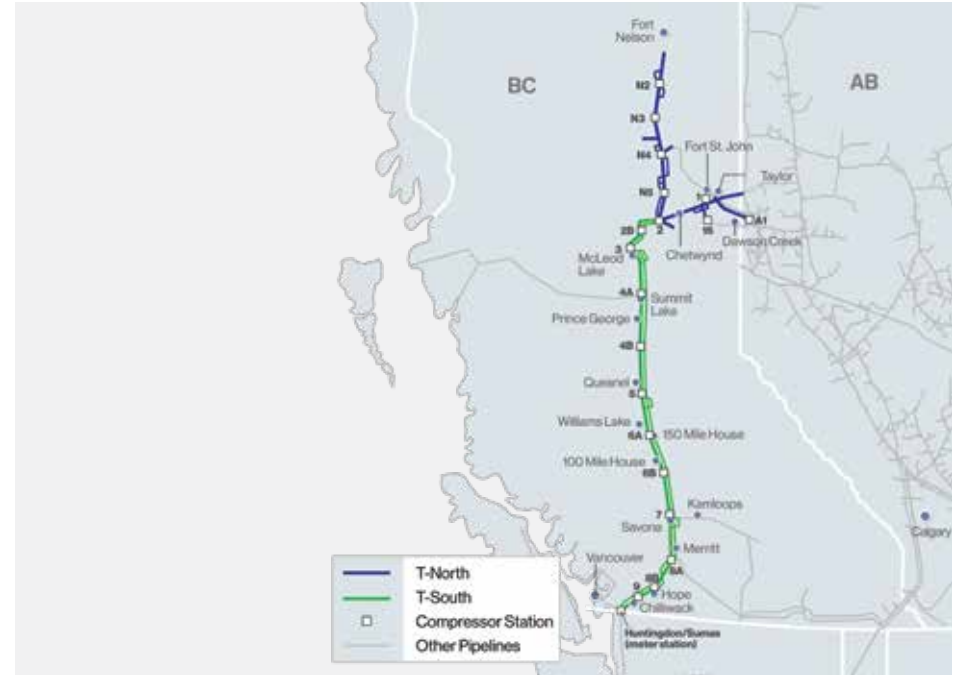 Fort
Nelson
BC
AB
N2
N3
N4
N5
Fort St. John
1
Taylor
2B
2
16
A1
Dawson Creek
3
McLeod
Lake
Chetwynd
4A
Summit
Lake
Prince George
4B
Quesnel
5
Williams Lake
6A
150 Mile House
100 Mile House
6B
7
Kamloops
Savona
Calgary
Vancouver
Merritt
8A
8B
9
Hope
Chilliwack
Huntingdon/Sumas
(meter station)
T-North
T-South
Compressor Station
Other Pipelines